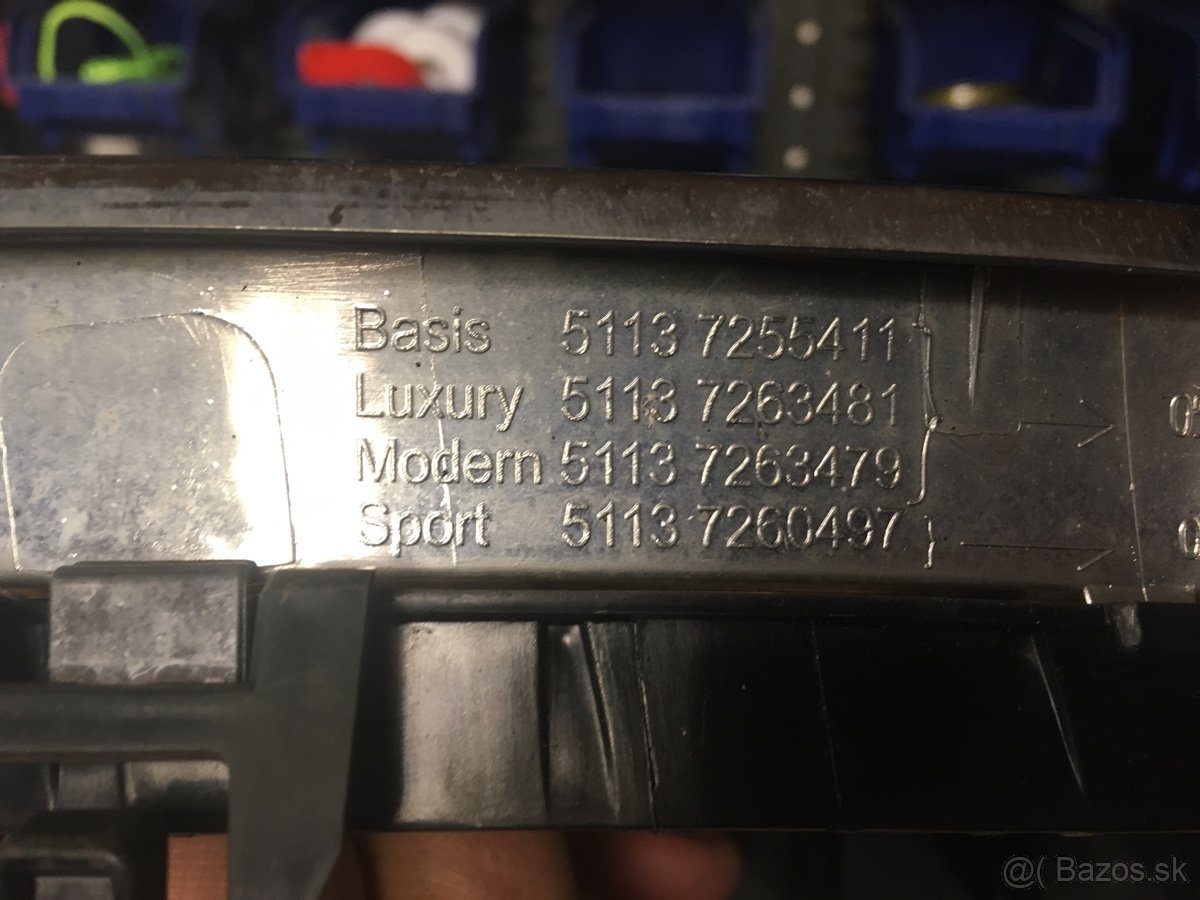 Basis 5113 7255411
Luxury 5113 7263481
Modern 5113 7263479
Sport 5113 7260497
@( Bazos.sk